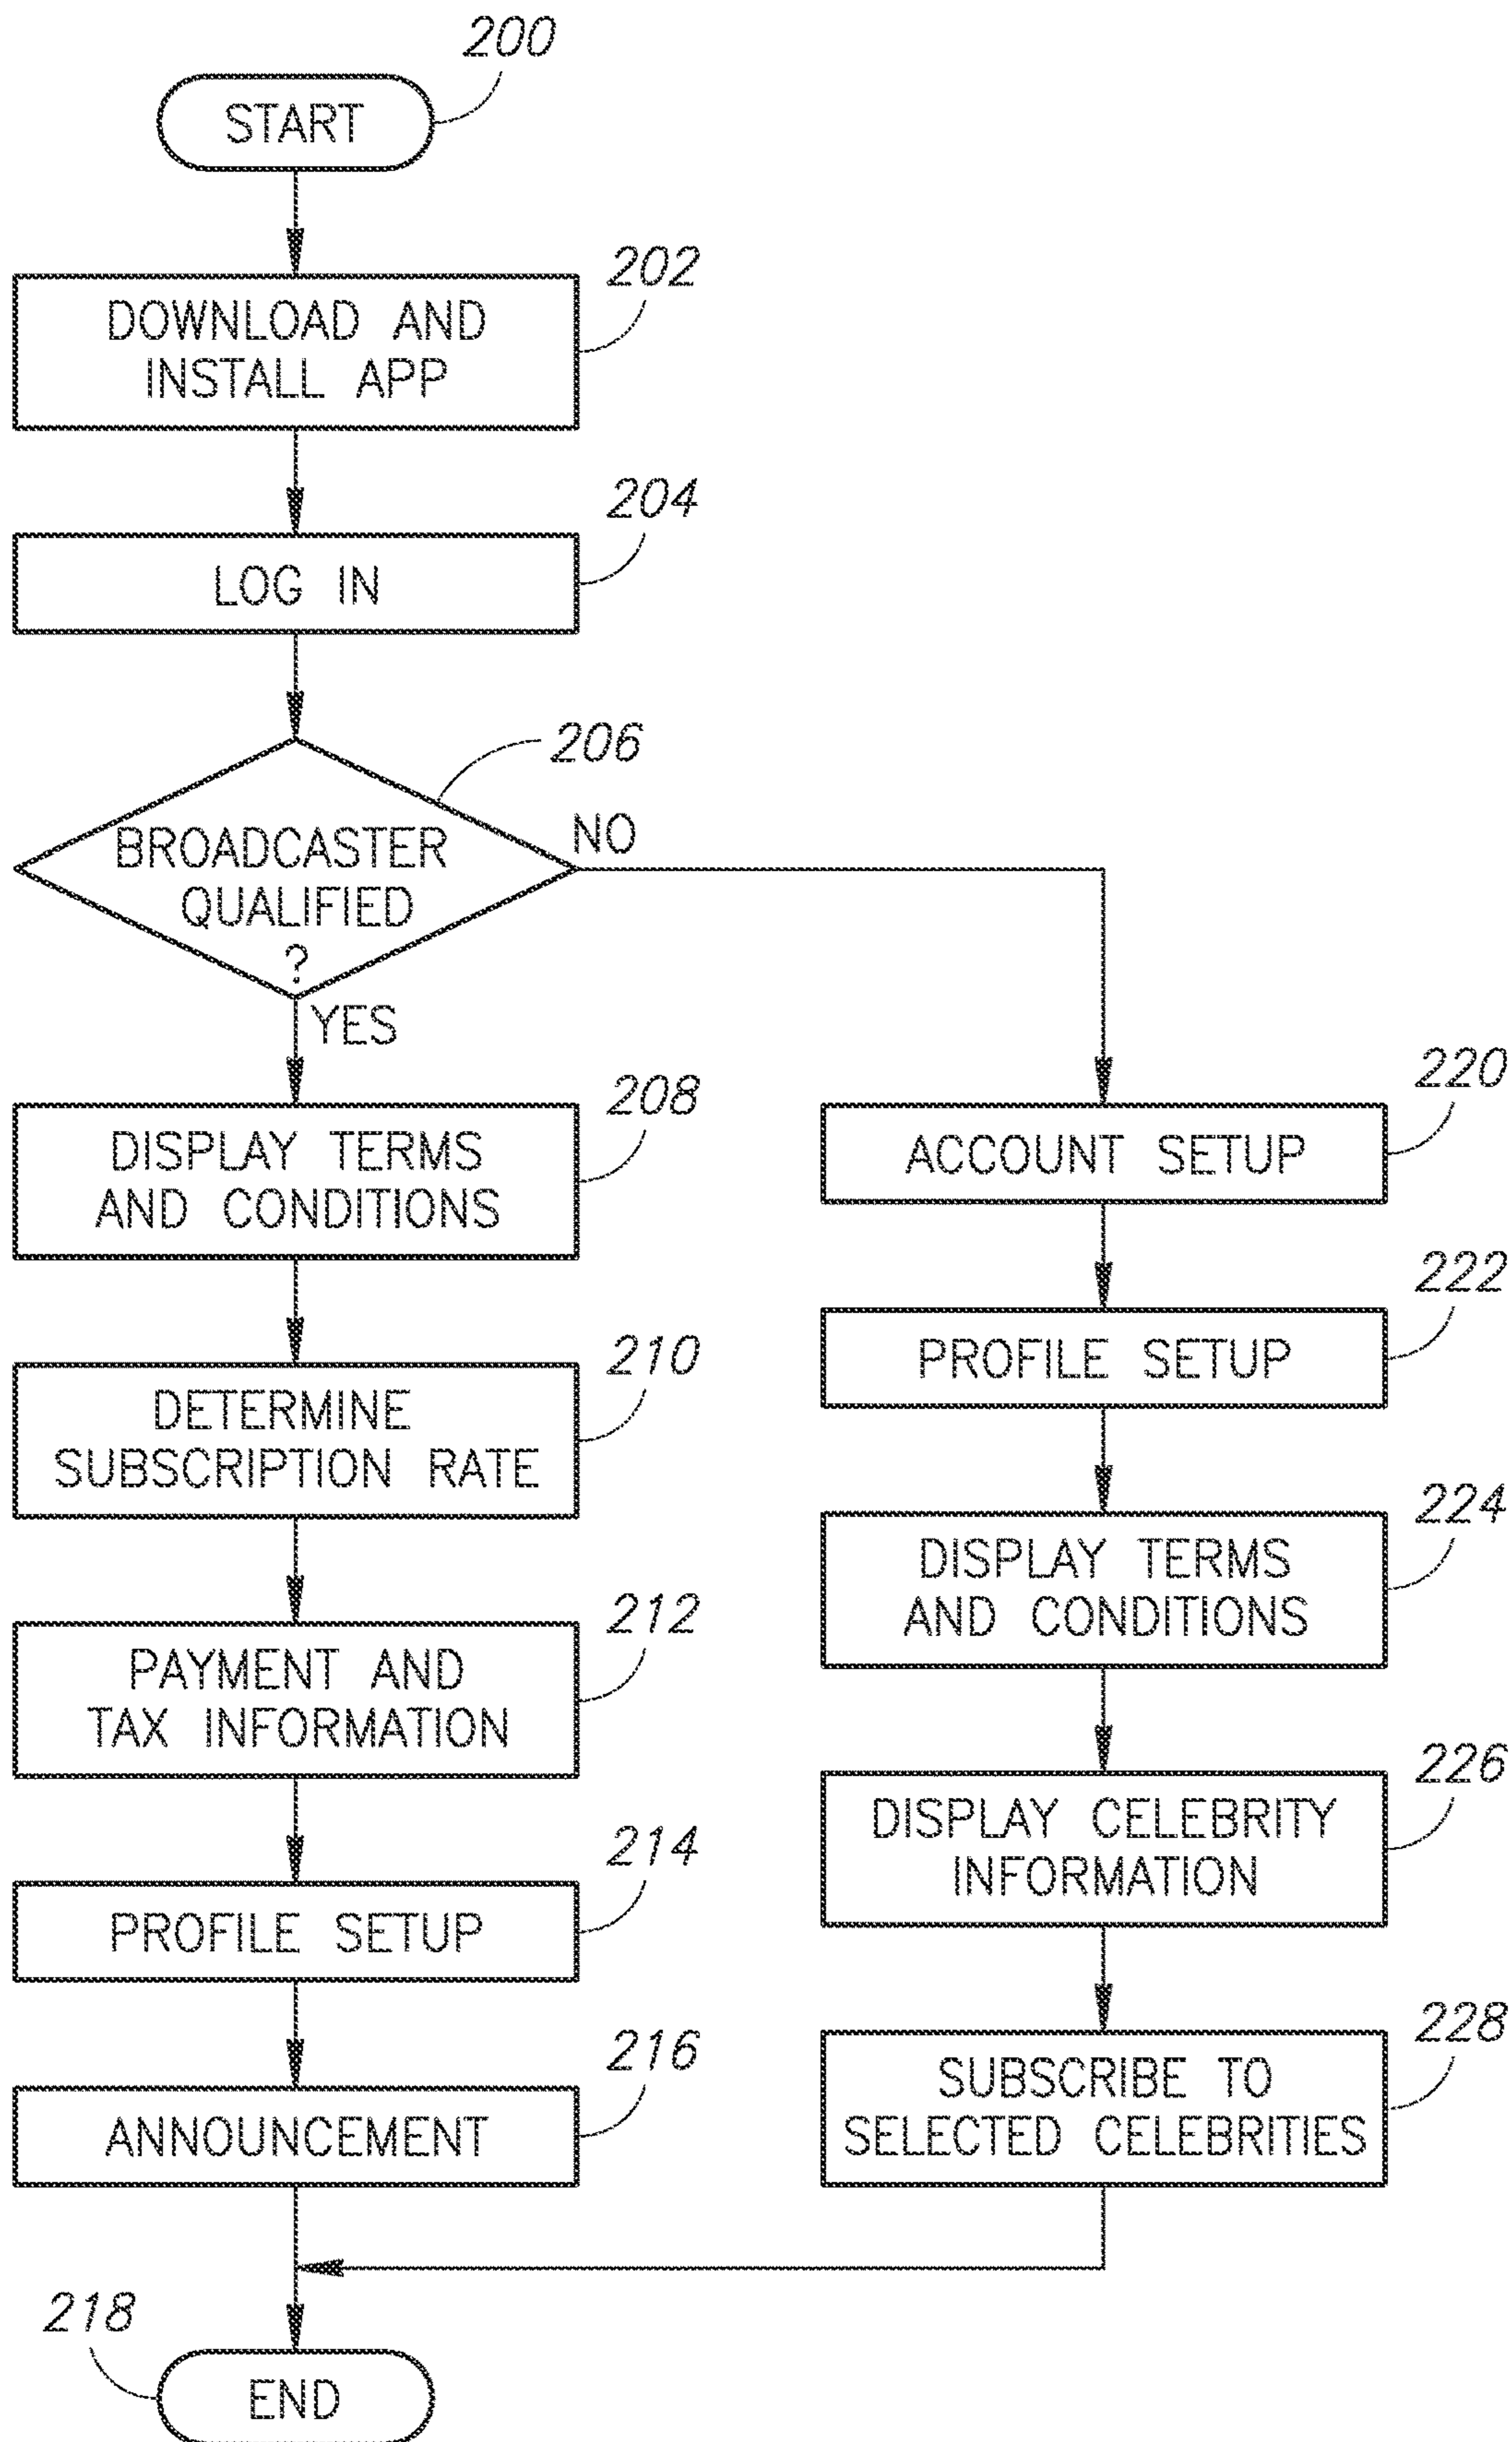 200
START
202
DOWNLOAD AND
INSTALL APP
204
LOG IN
206
BROADCASTER
QUALIFIED
?
NO
YES
208
DISPLAY TERMS
AND CONDITIONS
210
DETERMINE
SUBSCRIPTION RATE
212
PAYMENT AND
TAX INFORMATION
214
PROFILE SETUP
216
ANNOUNCEMENT
220
ACCOUNT SETUP
222
PROFILE SETUP
224
DISPLAY TERMS
AND CONDITIONS
226
DISPLAY CELEBRITY
INFORMATION
228
SUBSCRIBE TO
SELECTED CELEBRITIES
218
END